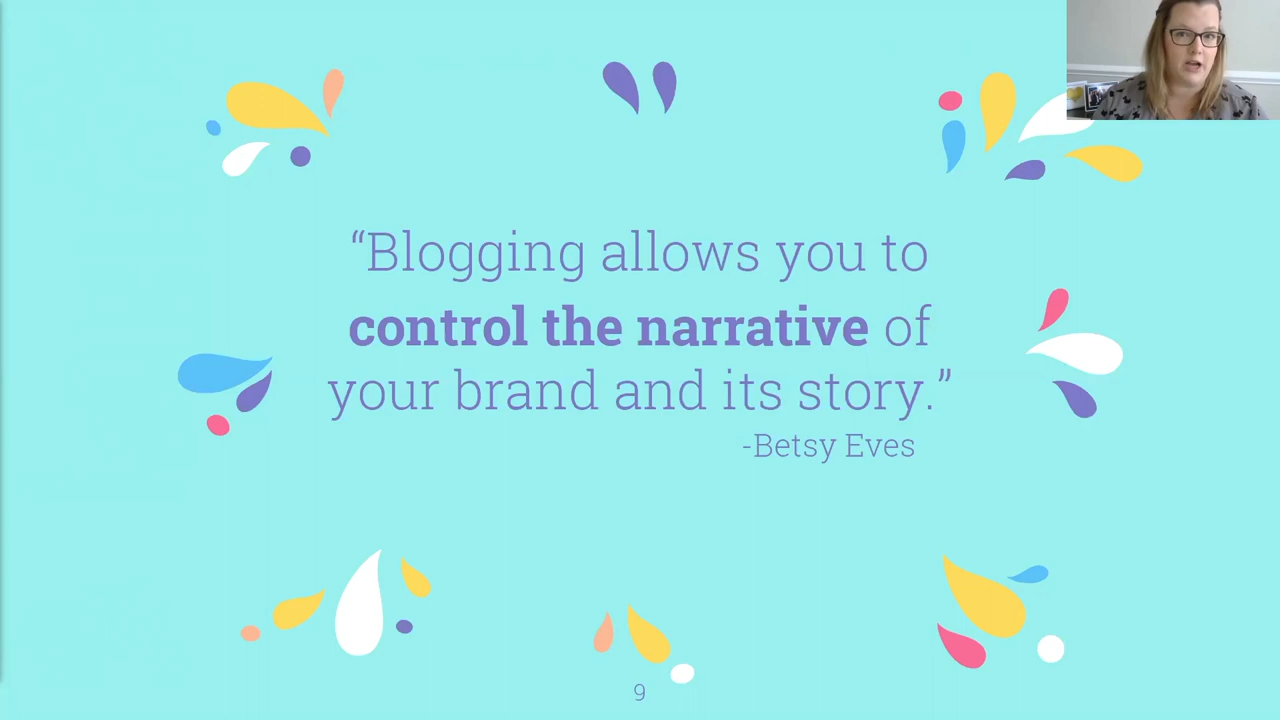 “Blogging allows you to
control the narrative of
your brand and its story.”
-Betsy Eves
9